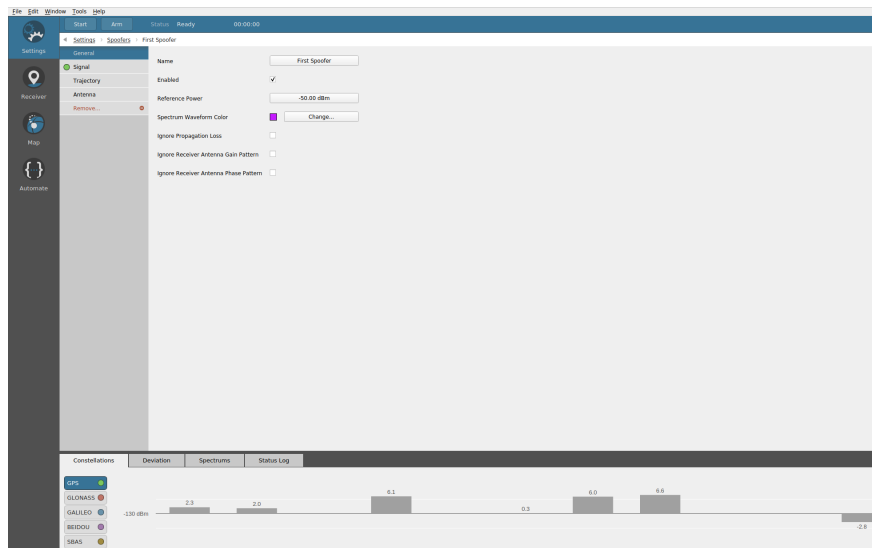 File Edit Window Tools Help
Start Arm Status Ready 00:00:00
Settings Spoofers First Spoofer
Settings
Receiver
Map
Automate
General
Signal
Trajectory
Antenna
Remove...
Name First Spoofer
Enabled
Reference Power -50.00 dBm
Spectrum Waveform Color Change...
Ignore Propagation Loss
Ignore Receiver Antenna Gain Pattern
Ignore Receiver Antenna Phase Pattern
Constellations Deviation Spectrums Status Log
GPS
GLONASS
GALILEO
BEIDOU
SBAS
-130 dBm
2.3 2.0 6.1 0.3 6.0 6.6 -2.8